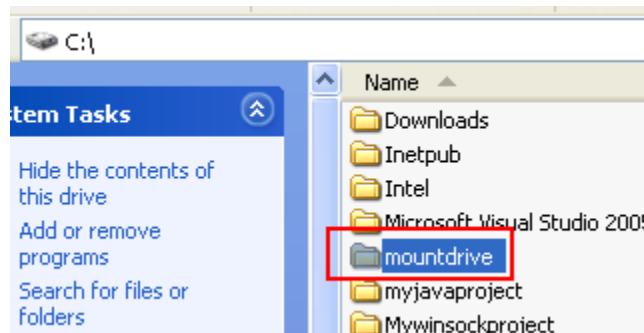 C:\
Name
stem Tasks
Hide the contents of
this drive
Add or remove
programs
Search for files or
folders
Downloads
Inetpub
Intel
Microsoft Visual Studio 2005
mountdrive
myjavaproject
Mywinsockproject